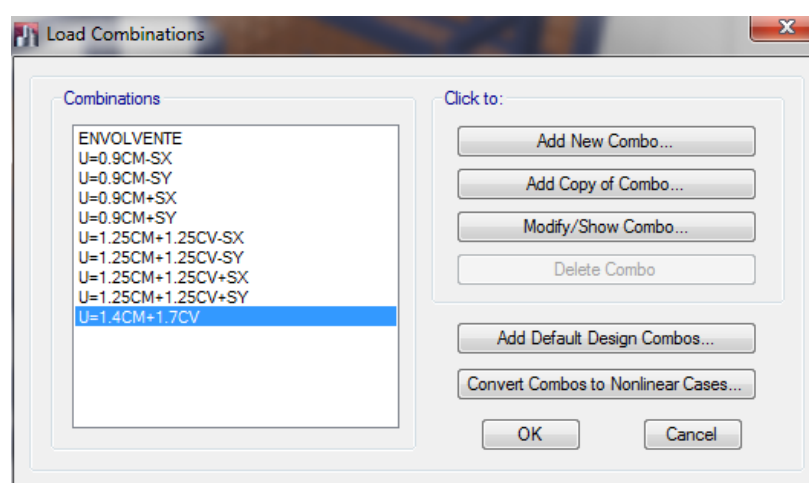 Load Combinations
Combinations
ENVOLVENTE
U=0.9CM-SX
U=0.9CM-SY
U=0.9CM+SX
U=0.9CM+SY
U=1.25CM+1.25CV-SX
U=1.25CM+1.25CV-SY
U=1.25CM+1.25CV+SX
U=1.25CM+1.25CV+SY
U=1.4CM+1.7CV
Click to:
Add New Combo...
Add Copy of Combo...
Modify/Show Combo...
Delete Combo
Add Default Design Combos...
Convert Combos to Nonlinear Cases...
OK
Cancel